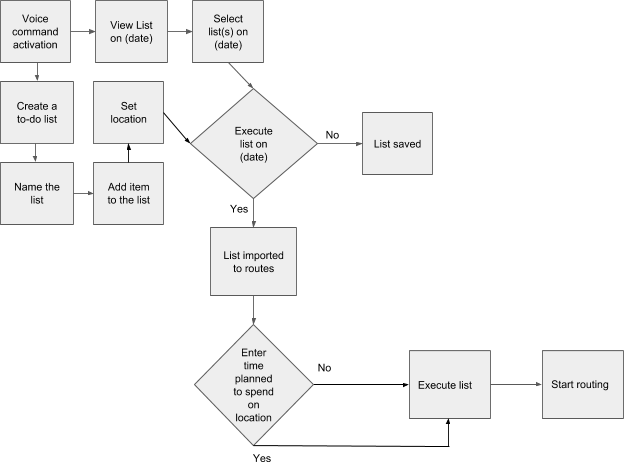 Voice
command
activation
View List
on (date)
Select
list(s) on
(date)
Create a
to-do list
Set
location
Execute
list on
(date)
No
List saved
Name the
list
Add item
to the list
Yes
List imported
to routes
Enter
time
planned
to spend
on
location
No
Execute list
Start routing
Yes